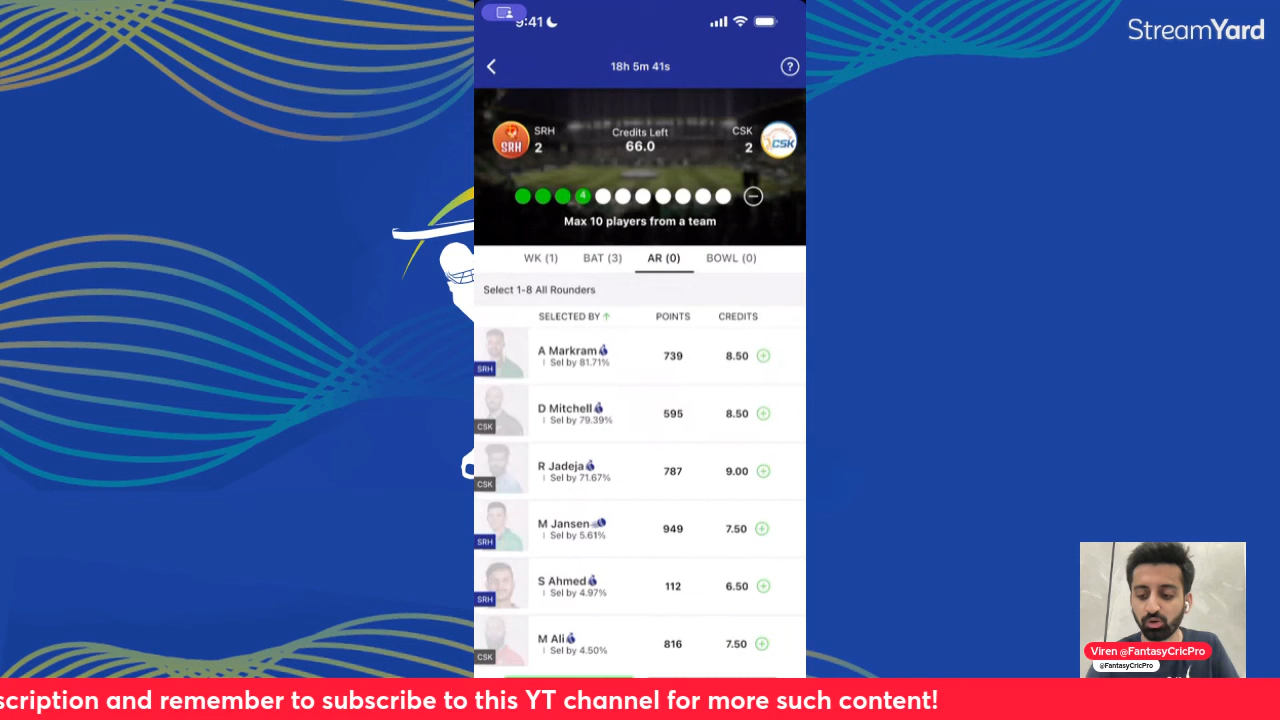 StreamYard
9:41
18h 5m 41s
?
SRH
2
Credits Left
66.0
CSK
2
SRH
CSK
4
Max 10 players from a team
WK (1)
BAT (3)
AR (0)
BOWL (0)
Select 1-8 All Rounders
SELECTED BY
POINTS
CREDITS
A Markram
Sel by 81.71%
739
8.50
SRH
D Mitchell
Sel by 79.39%
595
8.50
CSK
R Jadeja
Sel by 71.67%
787
9.00
CSK
M Jansen
Sel by 5.61%
949
7.50
SRH
S Ahmed
Sel by 4.97%
112
6.50
SRH
M Ali
Sel by 4.50%
816
7.50
CSK
Viren @FantasyCricPro
@FantasyCricPro
scription and remember to subscribe to this YT channel for more such content!